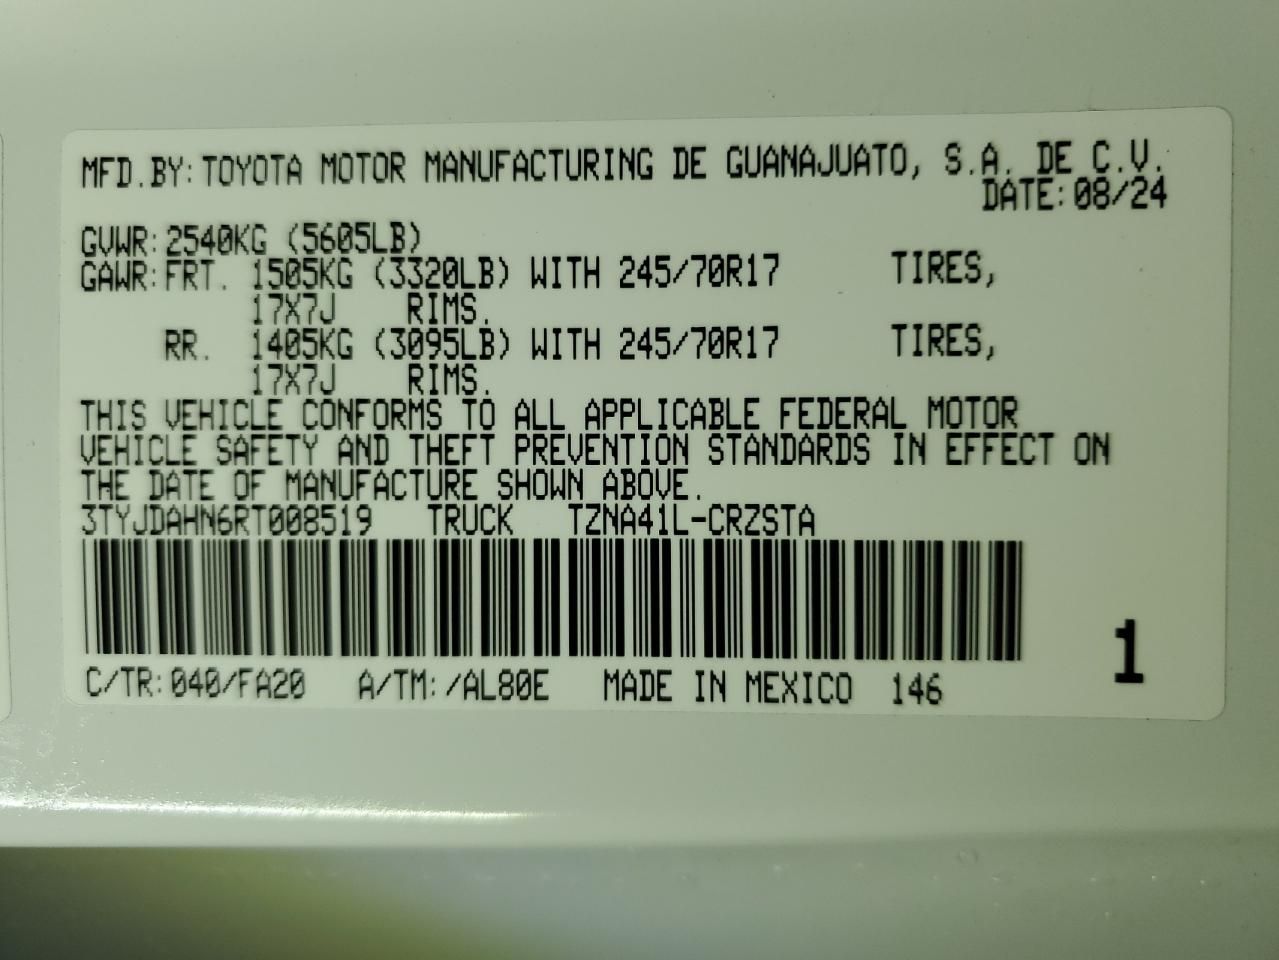 MFD.BY:TOYOTA MOTOR MANUFACTURING DE GUANAJUATO, S.A. DE C.V.
DATE:08/24
GVWR:2540KG (5605LB)
GAWR:FRT. 1505KG (3320LB) WITH 245/70R17 TIRES,
17X7J RIMS.
RR. 1405KG (3095LB) WITH 245/70R17 TIRES,
17X7J RIMS.
THIS VEHICLE CONFORMS TO ALL APPLICABLE FEDERAL MOTOR
VEHICLE SAFETY AND THEFT PREVENTION STANDARDS IN EFFECT ON
THE DATE OF MANUFACTURE SHOWN ABOVE.
3TYJDAHN6RT008519 TRUCK TZNA41L-CRZSTA
1
C/TR:040/FA20 A/TM:/AL80E MADE IN MEXICO 146